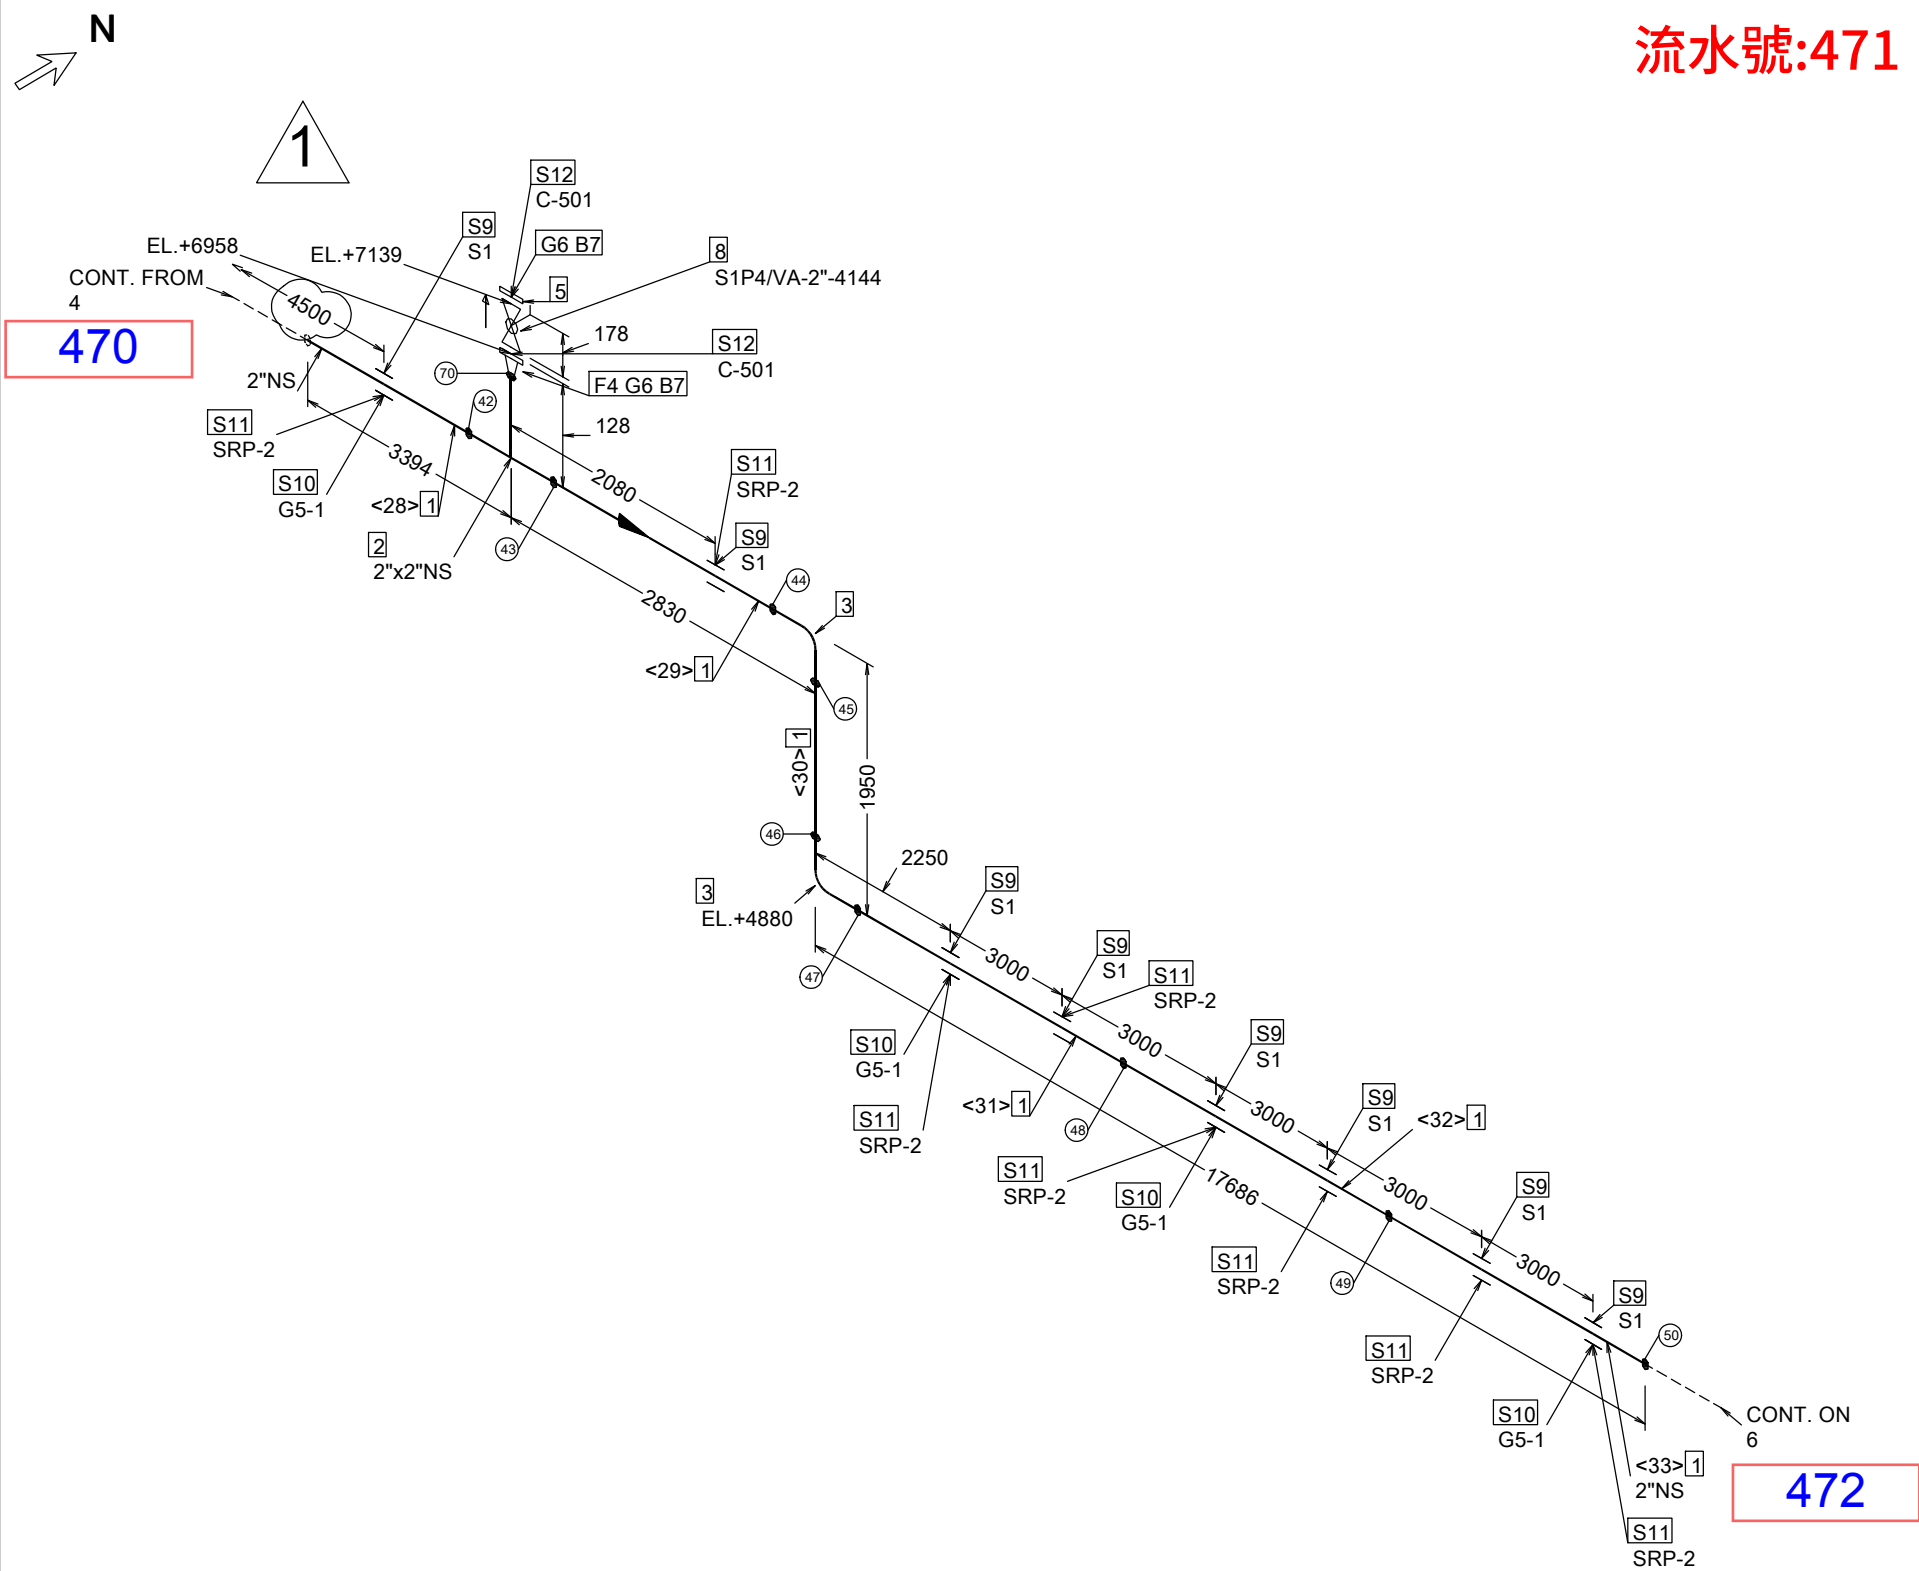 N
流水號:471
1
S12
C-501
S9
S1
G6 B7
EL.+6958
EL.+7139
8
S1P4/VA-2"-4144
CONT. FROM
4
470
4500
5
178
S12
C-501
2"NS
70
F4 G6 B7
42
S11
SRP-2
128
3394
S10
G5-1
2080
S11
SRP-2
<28>1
2
2"x2"NS
43
S9
S1
44
2830
3
<29>1
45
<30>1
1950
46
2250
3
EL.+4880
S9
S1
47
3000
S9
S1
S11
SRP-2
S10
G5-1
3000
S9
S1
S11
SRP-2
<31>1
48
3000
S9
S1
<32>1
S11
SRP-2
17686
S10
G5-1
3000
S9
S1
S11
SRP-2
49
3000
S9
S1
50
S11
SRP-2
S10
G5-1
CONT. ON
6
<33>1
2"NS
472
S11
SRP-2